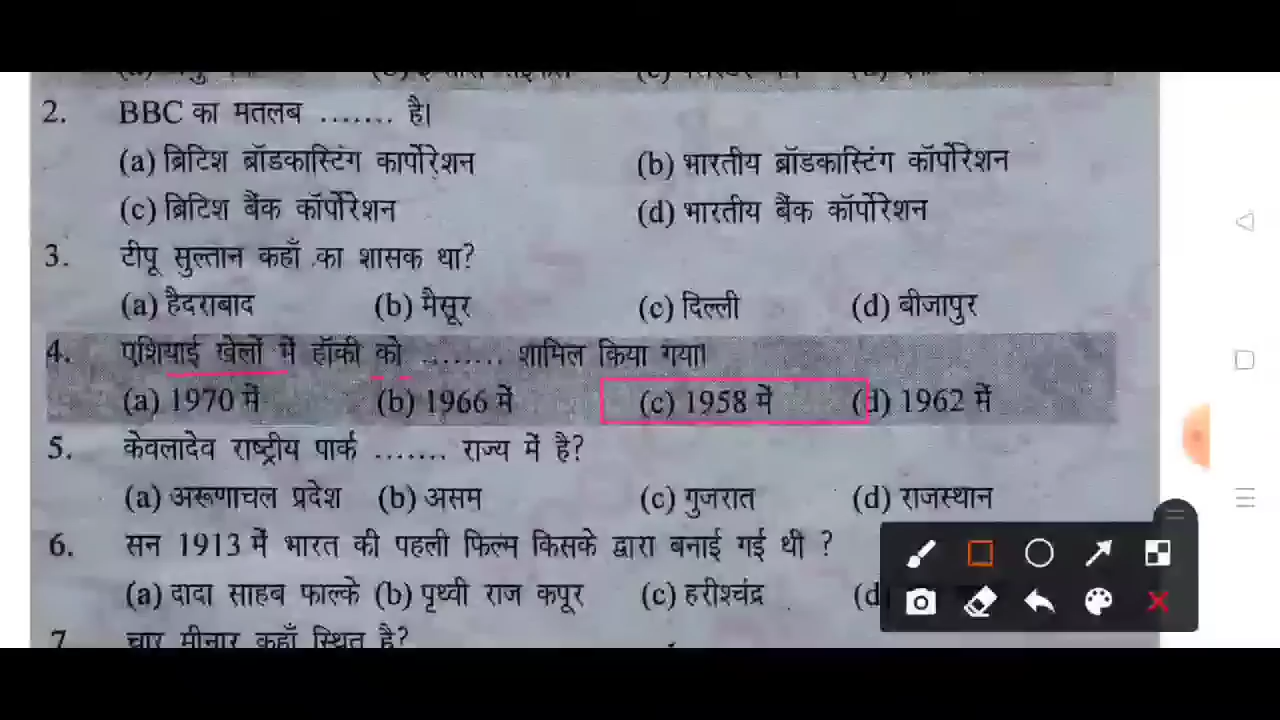 2. BBC का मतलब ....... है।
(a) ब्रिटिश ब्रॉडकास्टिंग कार्पोरेशन (b) भारतीय ब्रॉडकास्टिंग कॉर्पोरेशन
(c) ब्रिटिश बैंक कॉर्पोरेशन (d) भारतीय बैंक कॉर्पोरेशन
3. टीपू सुल्तान कहाँ का शासक था?
(a) हैदराबाद (b) मैसूर (c) दिल्ली (d) बीजापुर
4. एशियाई खेलों में हॉकी को ........ शामिल किया गया।
(a) 1970 में (b) 1966 में (c) 1958 में (d) 1962 में
5. केवलादेव राष्ट्रीय पार्क ....... राज्य में है?
(a) अरूणाचल प्रदेश (b) असम (c) गुजरात (d) राजस्थान
6. सन 1913 में भारत की पहली फिल्म किसके द्वारा बनाई गई थी ?
(a) दादा साहब फाल्के (b) पृथ्वी राज कपूर (c) हरीश्चंद्र (d
7. चार मीनार कहाँ स्थित है?